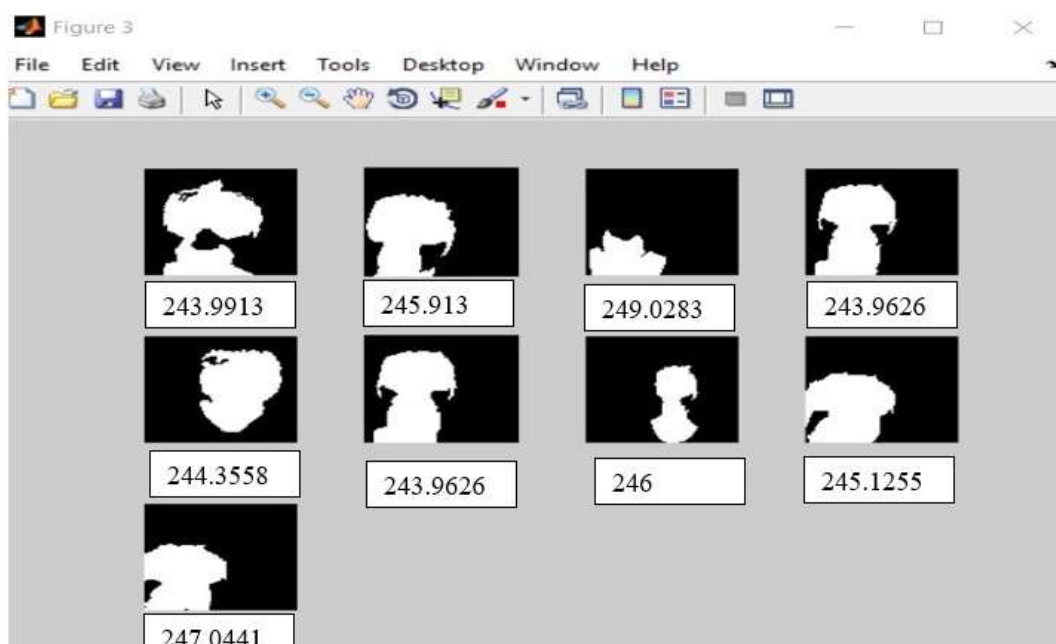 Figure 3
File Edit View Insert Tools Desktop Window Help
243.9913 245.913 249.0283 243.9626
244.3558 243.9626 246 245.1255
247.0441